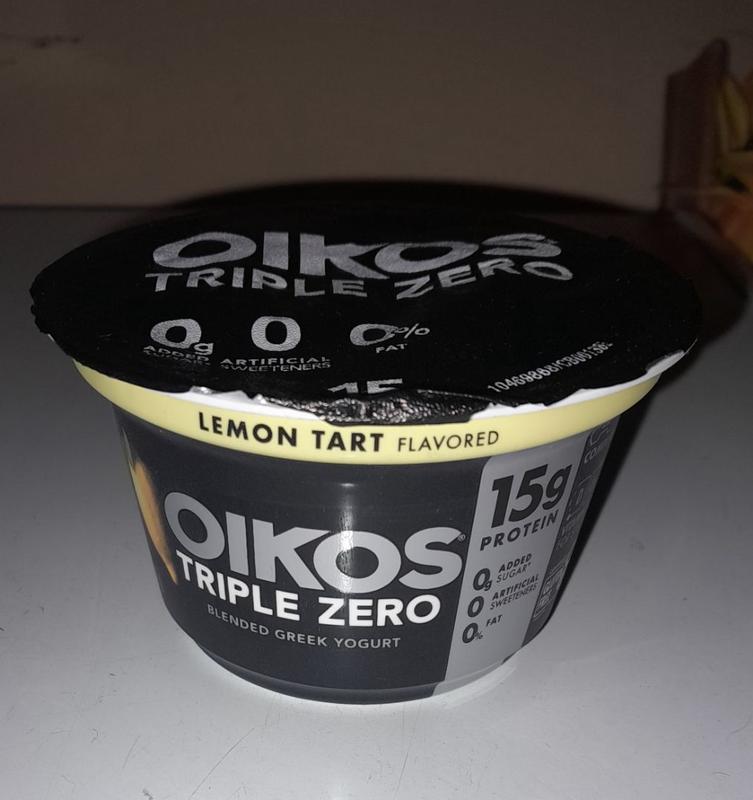 OIKOS
TRIPLE ZERO
0g 0 0%
ADDED ARTIFICIAL FAT
SWEETENERS
15
LEMON TART FLAVORED
OIKOS®
TRIPLE ZERO
BLENDED GREEK YOGURT
15g
PROTEIN
0g ADDED SUGAR*
0 ARTIFICIAL SWEETENERS
0% FAT